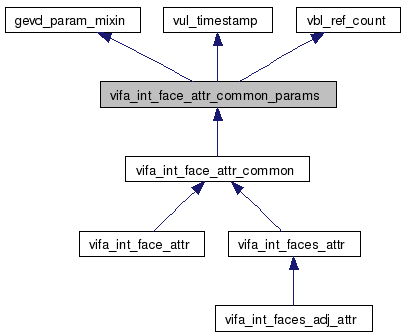 gevd_param_mixin vul_timestamp vbl_ref_count
vifa_int_face_attr_common_params
vifa_int_face_attr_common
vifa_int_face_attr vifa_int_faces_attr
vifa_int_faces_adj_attr